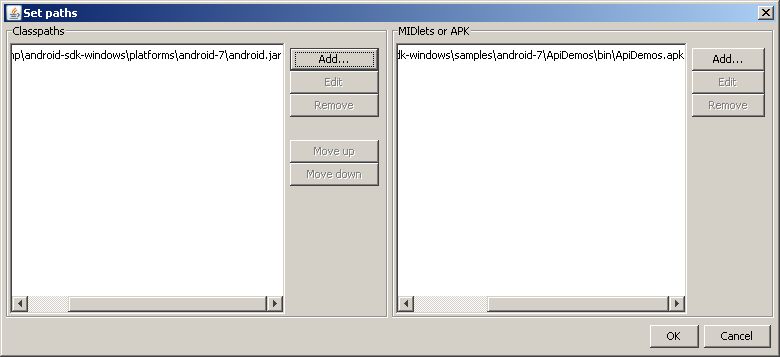 Set paths
Classpaths
np\android-sdk-windows\platforms\android-7\android.jar
Add...
Edit
Remove
Move up
Move down
MIDlets or APK
dk-windows\samples\android-7\ApiDemos\bin\ApiDemos.apk
Add...
Edit
Remove
OK
Cancel